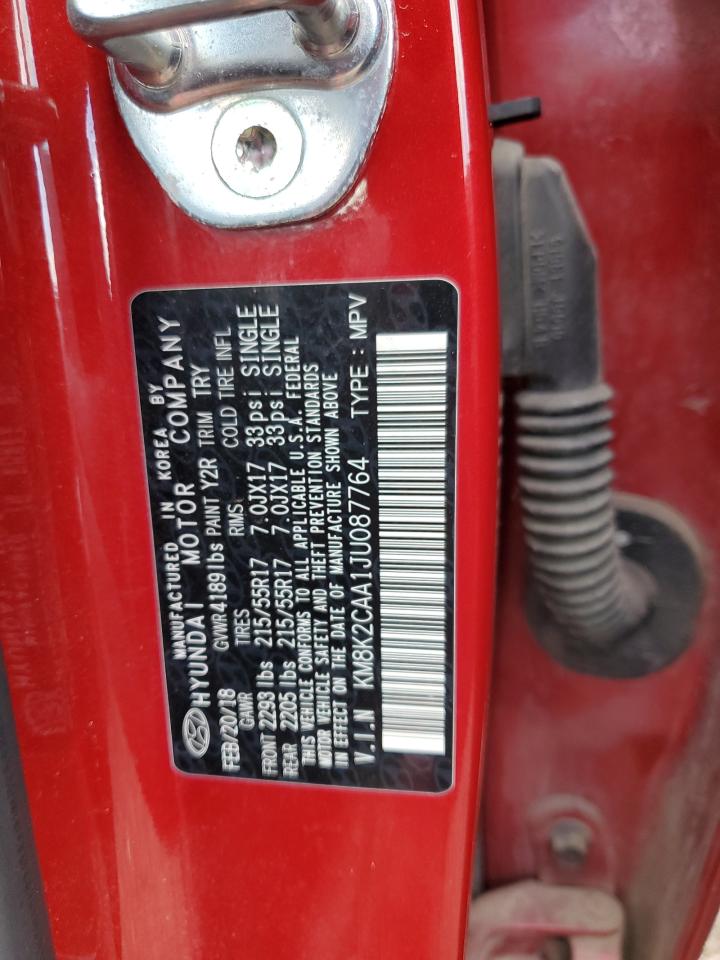 MANUFACTURED IN KOREA BY
HYUNDAI MOTOR COMPANY
FEB/20/18 GVWR 4189 lbs PAINT Y2R TRIM TRY
GAWR TIRES RIMS COLD TIRE INFL
FRONT 2293 lbs 215/55R17 7.0JX17 33psi SINGLE
REAR 2205 lbs 215/55R17 7.0JX17 33psi SINGLE
THIS VEHICLE CONFORMS TO ALL APPLICABLE U.S.A. FEDERAL
MOTOR VEHICLE SAFETY AND THEFT PREVENTION STANDARDS
IN EFFECT ON THE DATE OF MANUFACTURE SHOWN ABOVE
V.I.N KM8K2CAA1JU087764 TYPE : MPV